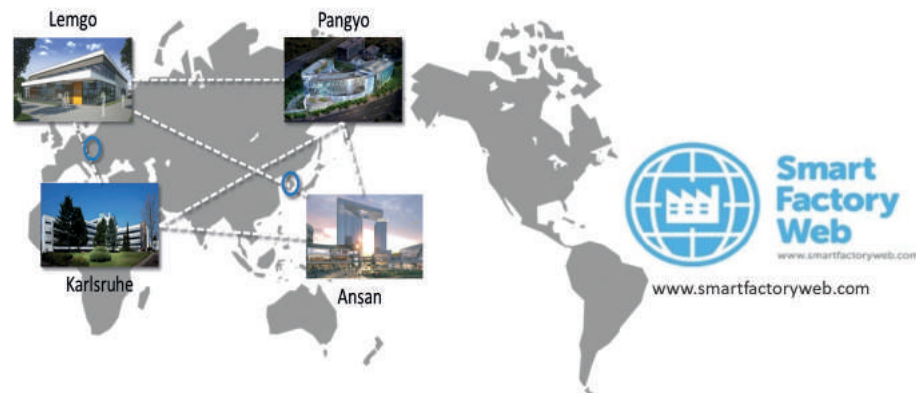 Lemgo
Pangyo
Karlsruhe
Ansan
Smart
Factory
Web
www.smartfactoryweb.com
www.smartfactoryweb.com